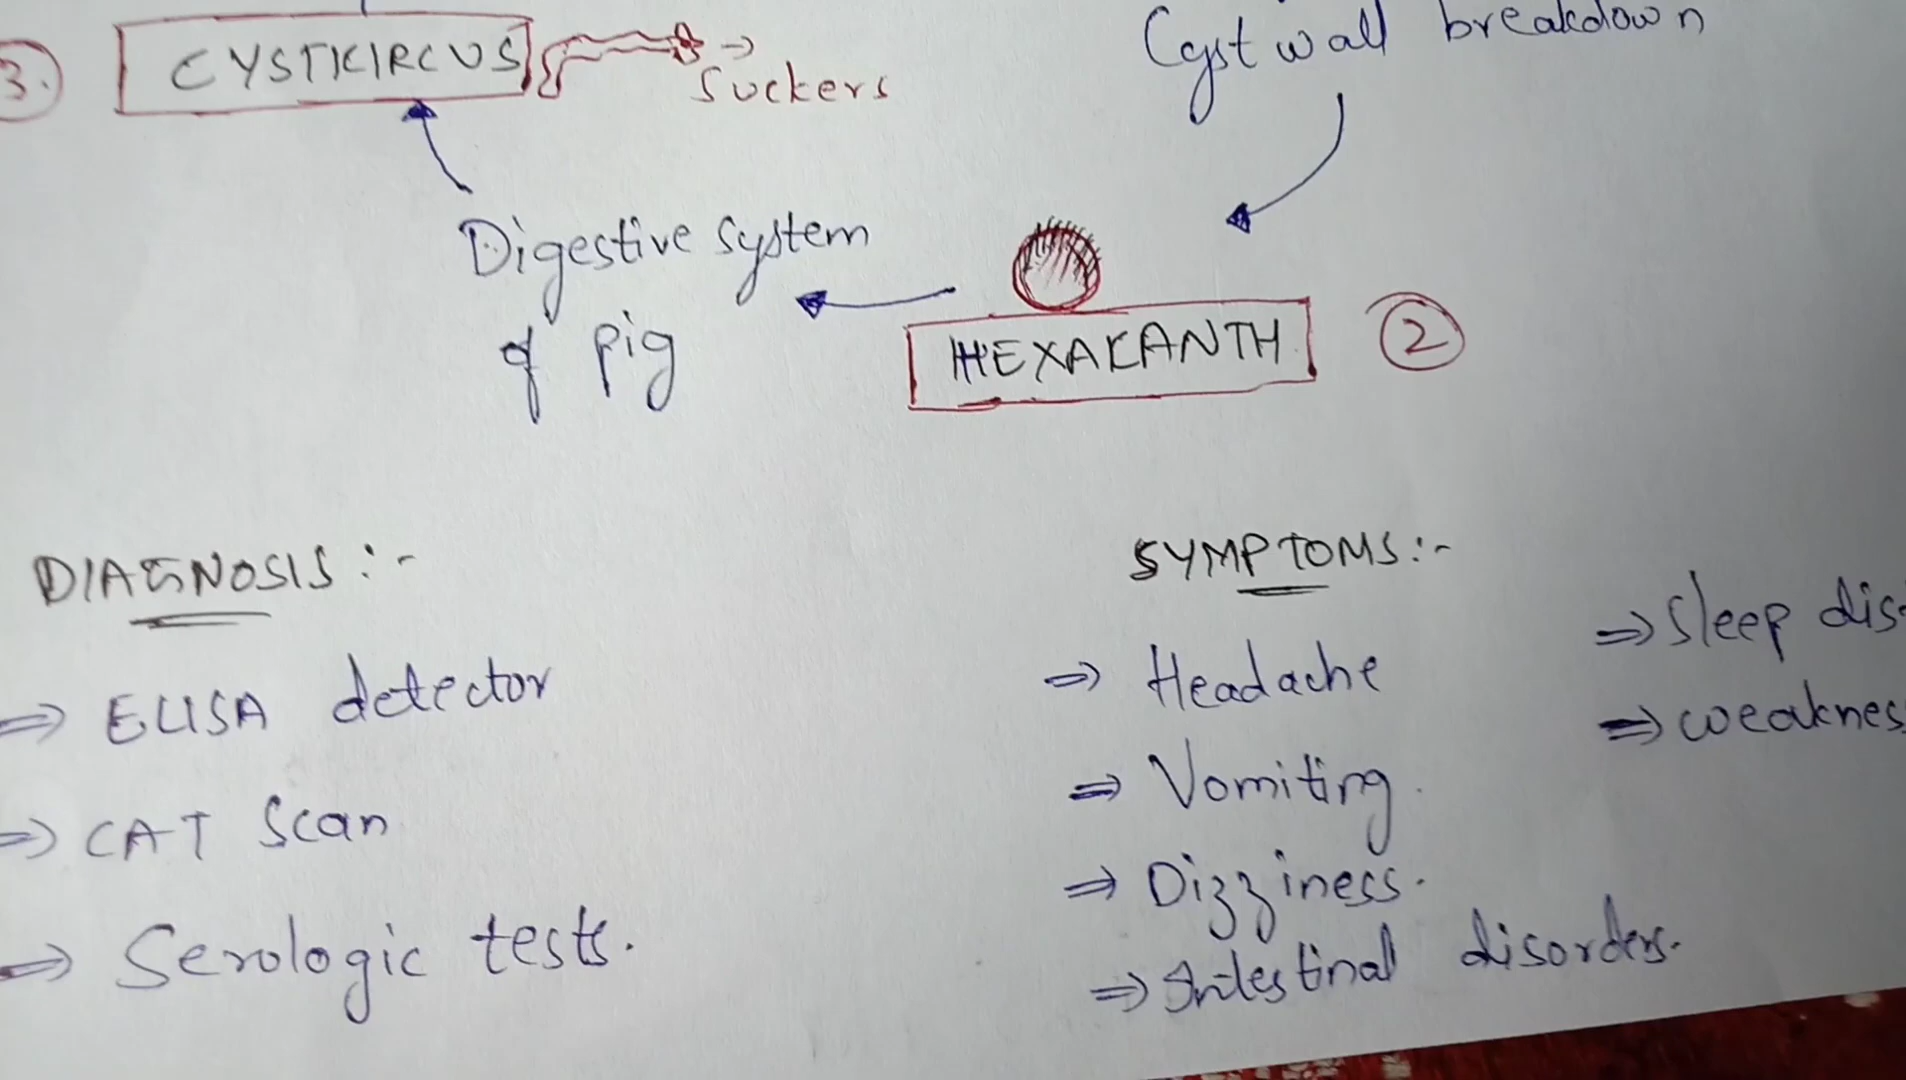 3.
CYSTICIRCUS
→ Suckers
Cyst wall breakdown
Digestive system
of pig
HEXAKANTH
2
DIAGNOSIS :-
⇒ ELISA detector
⇒ CAT Scan
⇒ Serologic tests.
SYMPTOMS :-
⇒ Headache
⇒ Vomiting.
⇒ Dizziness.
⇒ Intestinal disorders.
⇒ Sleep dis
⇒ weaknes